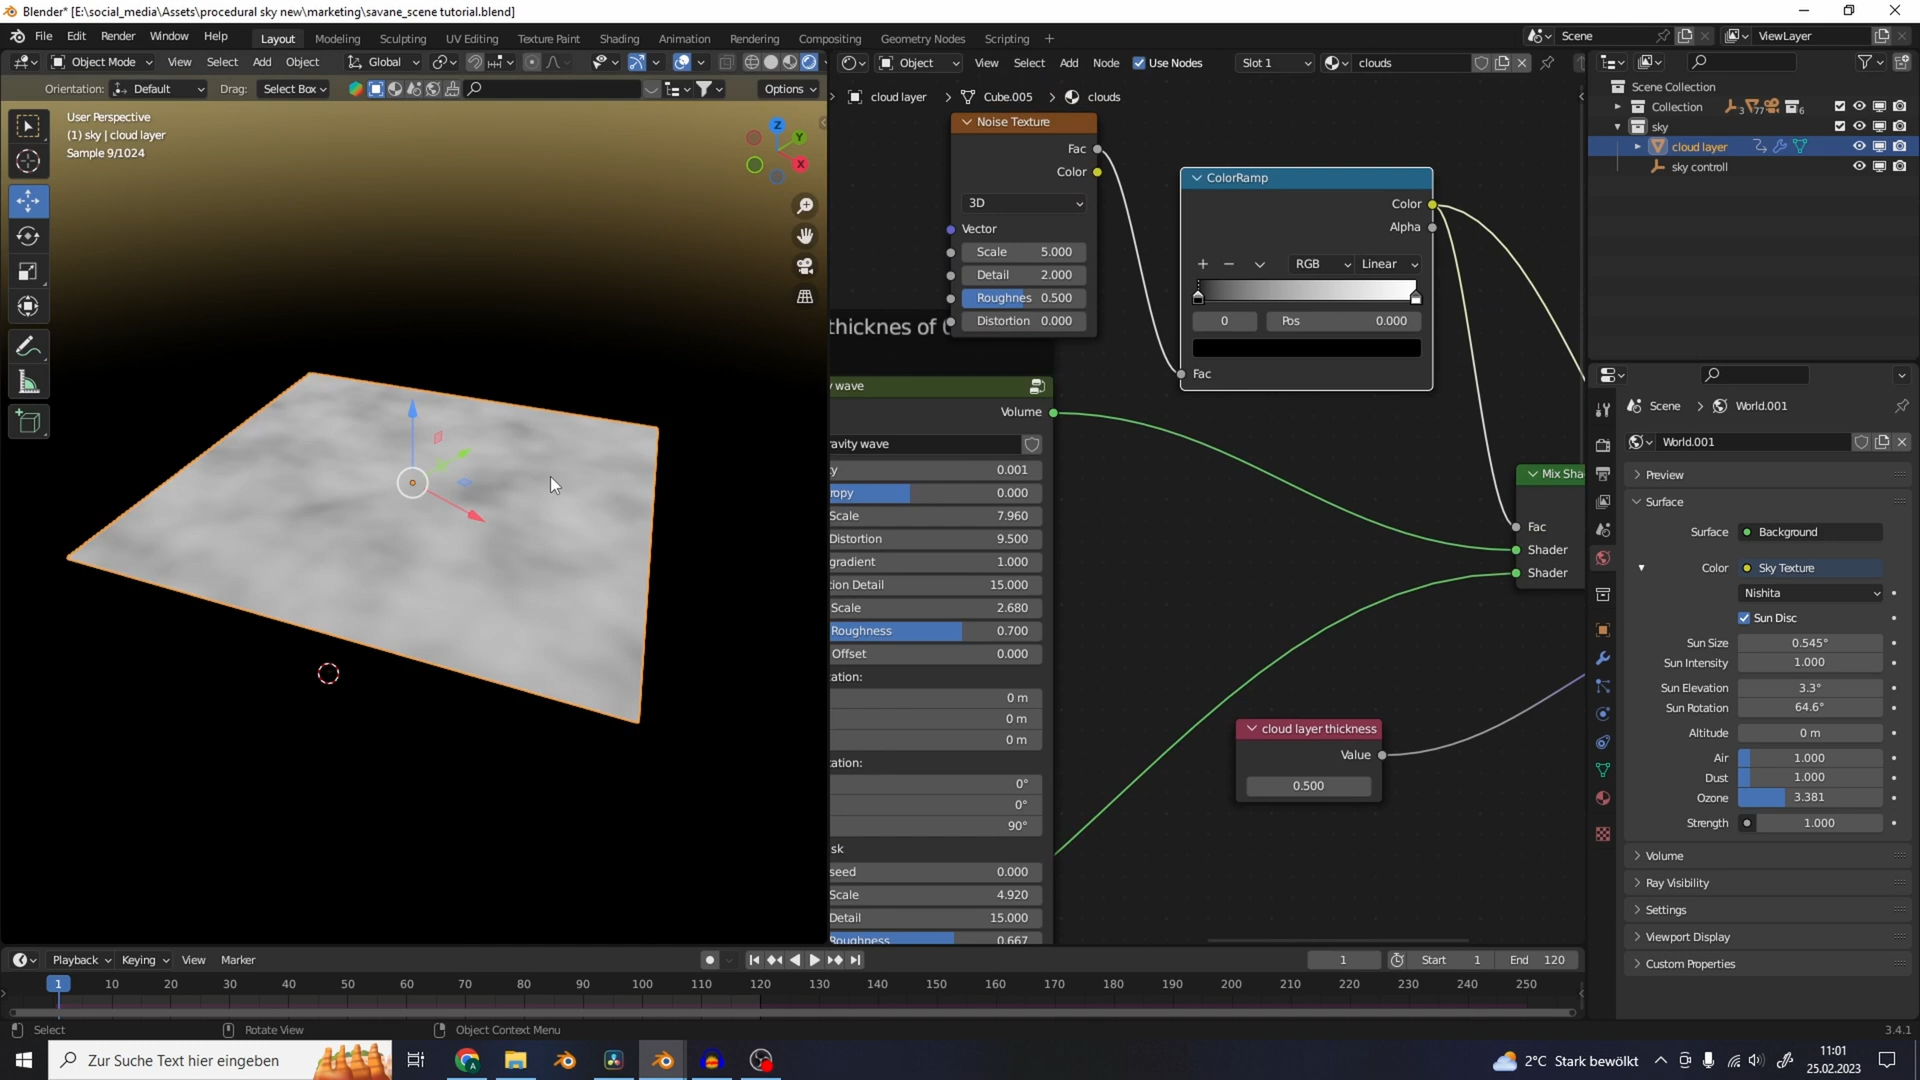 Blender* [E:\social_media\Assets\procedural sky new\marketing\savane_scene tutorial.blend]
File Edit Render Window Help Layout Modeling Sculpting UV Editing Texture Paint Shading Animation Rendering Compositing Geometry Nodes Scripting + Scene ViewLayer
Object Mode View Select Add Object Global
Object View Select Add Node Use Nodes Slot 1 clouds
Orientation: Default Drag: Select Box Options
cloud layer > Cube.005 > clouds
User Perspective
(1) sky | cloud layer
Sample 9/1024
Z
Y
X
Noise Texture
Fac
Color
3D
Vector
Scale 5.000
Detail 2.000
Roughnes 0.500
Distortion 0.000
thicknes of
ColorRamp
Color
Alpha
+ − RGB Linear
0 Pos 0.000
Fac
y wave
Volume
ravity wave
y 0.001
ropy 0.000
Scale 7.960
Distortion 9.500
gradient 1.000
ion Detail 15.000
Scale 2.680
Roughness 0.700
Offset 0.000
ation:
0 m
0 m
0 m
ation:
0°
0°
90°
sk
seed 0.000
Scale 4.920
Detail 15.000
Roughness 0.667
Mix Sha
Fac
Shader
Shader
cloud layer thickness
Value
0.500
Scene Collection
Collection 3 77 6
sky
cloud layer
sky controll
Scene > World.001
World.001
Preview
Surface
Surface Background
Color Sky Texture
Nishita
Sun Disc
Sun Size 0.545°
Sun Intensity 1.000
Sun Elevation 3.3°
Sun Rotation 64.6°
Altitude 0 m
Air 1.000
Dust 1.000
Ozone 3.381
Strength 1.000
Volume
Ray Visibility
Settings
Viewport Display
Custom Properties
Playback Keying View Marker 1 Start 1 End 120
1 10 20 30 40 50 60 70 80 90 100 110 120 130 140 150 160 170 180 190 200 210 220 230 240 250
Select Rotate View Object Context Menu 3.4.1
Zur Suche Text hier eingeben 2°C Stark bewölkt 11:01
25.02.2023